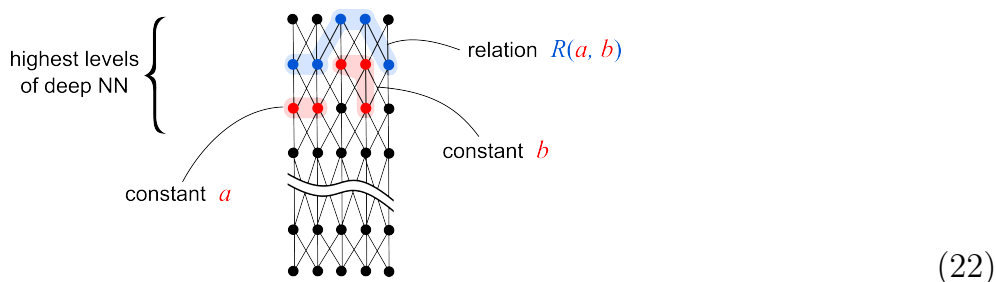 highest levels
of deep NN
relation R(a, b)
constant b
constant a
(22)